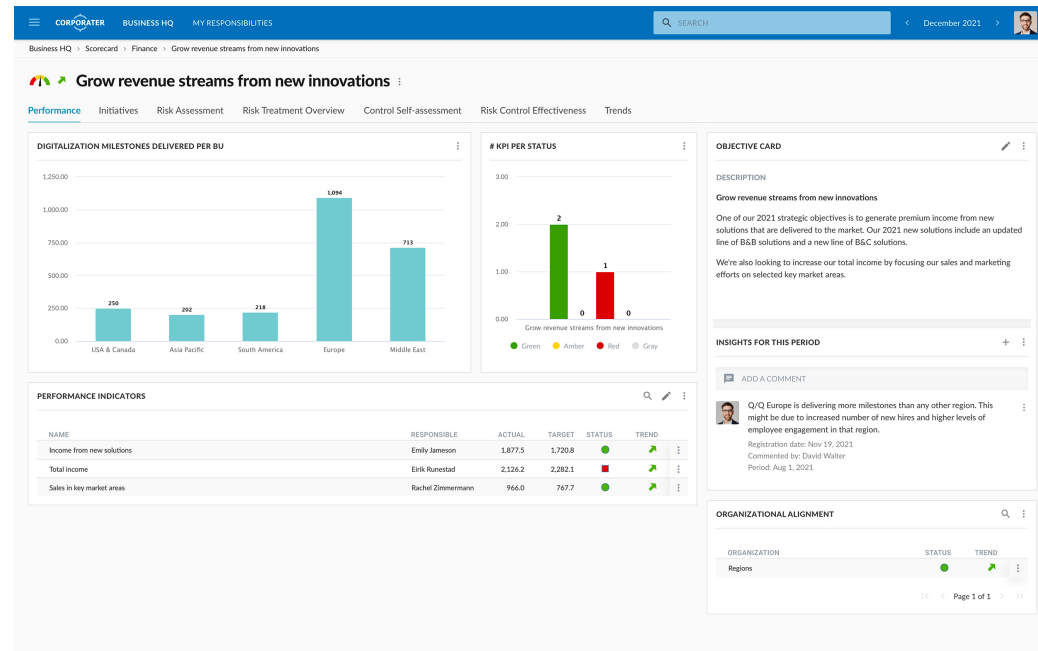 CORPORATER BUSINESS HQ MY RESPONSIBILITIES SEARCH December 2021
Business HQ > Scorecard > Finance > Grow revenue streams from new innovations
Grow revenue streams from new innovations
Performance Initiatives Risk Assessment Risk Treatment Overview Control Self-assessment Risk Control Effectiveness Trends
DIGITALIZATION MILESTONES DELIVERED PER BU
1,250.00
1,000.00
750.00
500.00
250.00
0.00
250
202
218
1,094
713
USA & Canada Asia Pacific South America Europe Middle East
# KPI PER STATUS
3.00
2.00
1.00
0.00
2
0
1
0
Grow revenue streams from new innovations
Green Amber Red Gray
OBJECTIVE CARD
DESCRIPTION
Grow revenue streams from new innovations
One of our 2021 strategic objectives is to generate premium income from new
solutions that are delivered to the market. Our 2021 new solutions include an updated
line of B&B solutions and a new line of B&C solutions.
We're also looking to increase our total income by focusing our sales and marketing
efforts on selected key market areas.
INSIGHTS FOR THIS PERIOD
ADD A COMMENT
Q/Q Europe is delivering more milestones than any other region. This
might be due to increased number of new hires and higher levels of
employee engagement in that region.
Registration date: Nov 19, 2021
Commented by: David Walter
Period: Aug 1, 2021
PERFORMANCE INDICATORS
NAME RESPONSIBLE ACTUAL TARGET STATUS TREND
Income from new solutions Emily Jameson 1,877.5 1,720.8
Total income Eirik Runestad 2,126.2 2,282.1
Sales in key market areas Rachel Zimmermann 966.0 767.7
ORGANIZATIONAL ALIGNMENT
ORGANIZATION STATUS TREND
Regions
Page 1 of 1